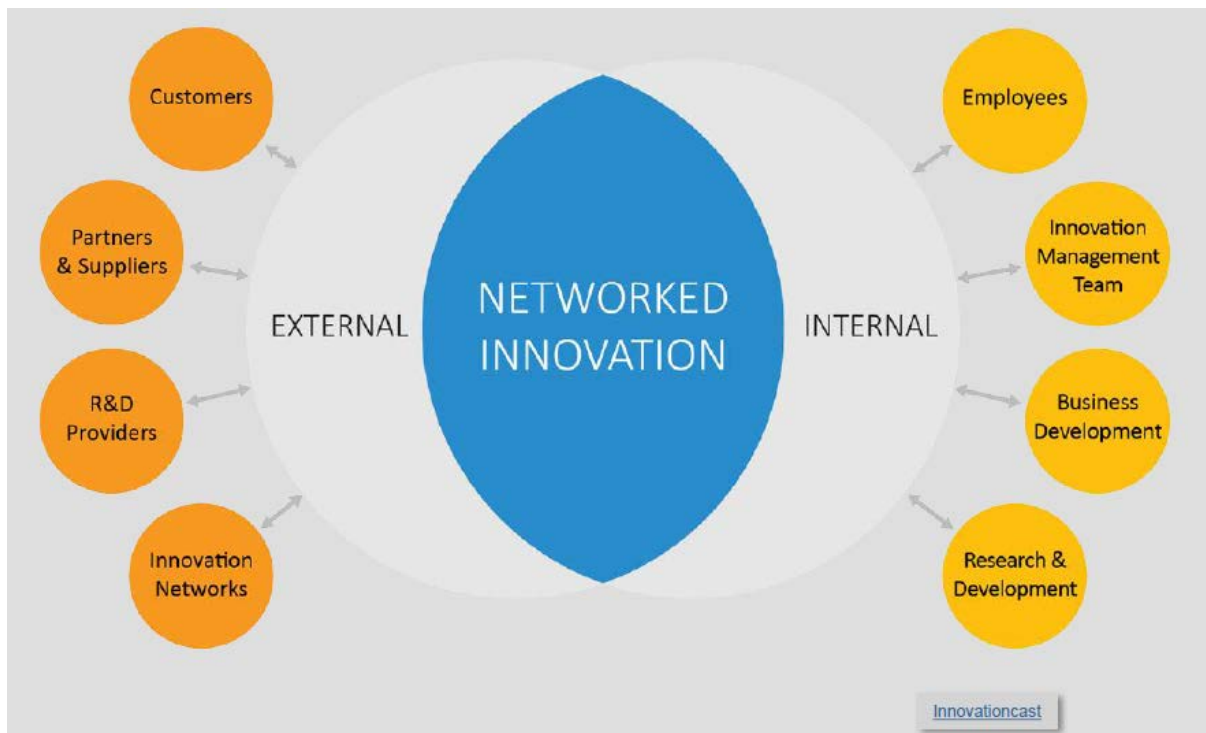 Customers
Partners
& Suppliers
R&D
Providers
Innovation
Networks
EXTERNAL
NETWORKED
INNOVATION
INTERNAL
Employees
Innovation
Management
Team
Business
Development
Research &
Development
Innovationcast